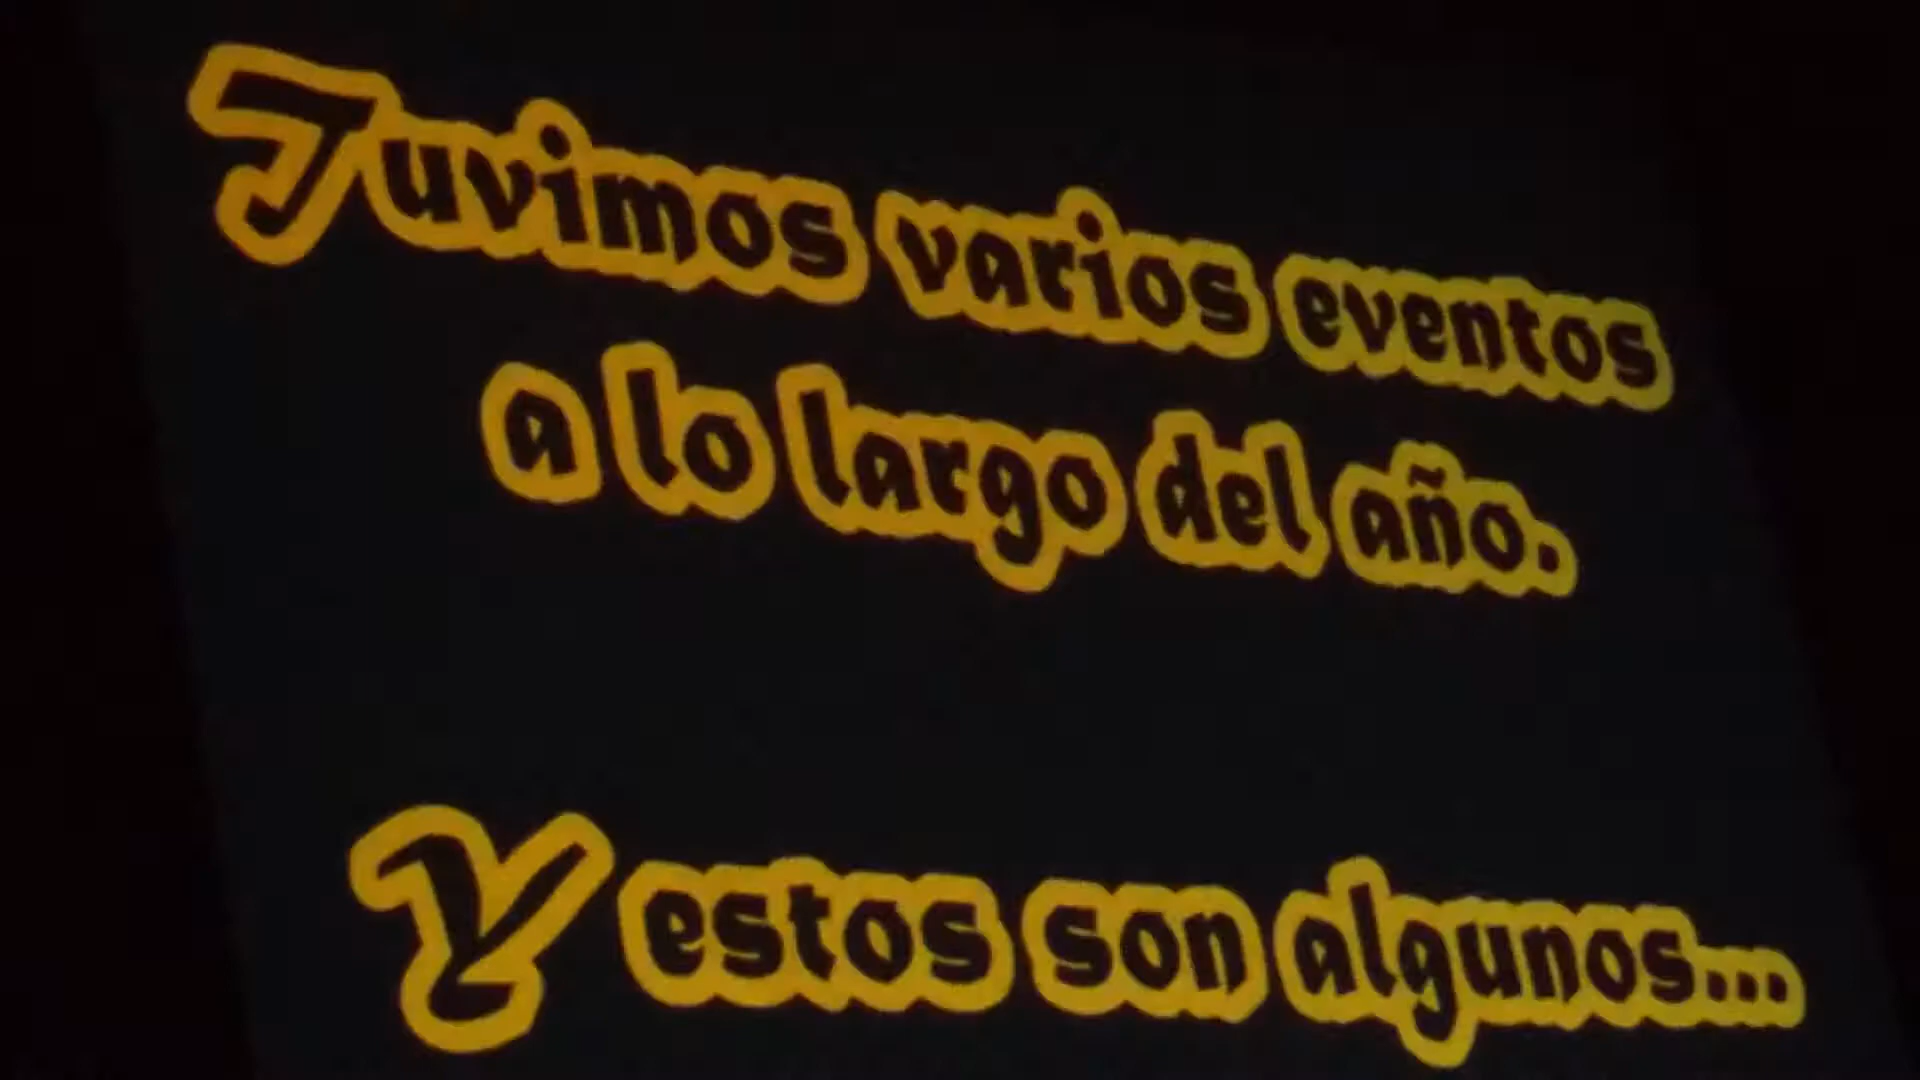 Tuvimos varios eventos
a lo largo del año.
Y estos son algunos...